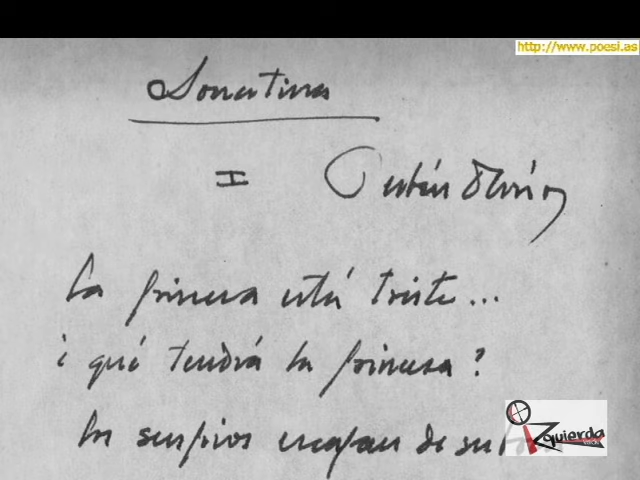 http://www.poesi.as
Sonatina
=
Rubén Darío
La princesa está triste...
¿qué tendrá la princesa?
los suspiros escapan de su
Izquierda